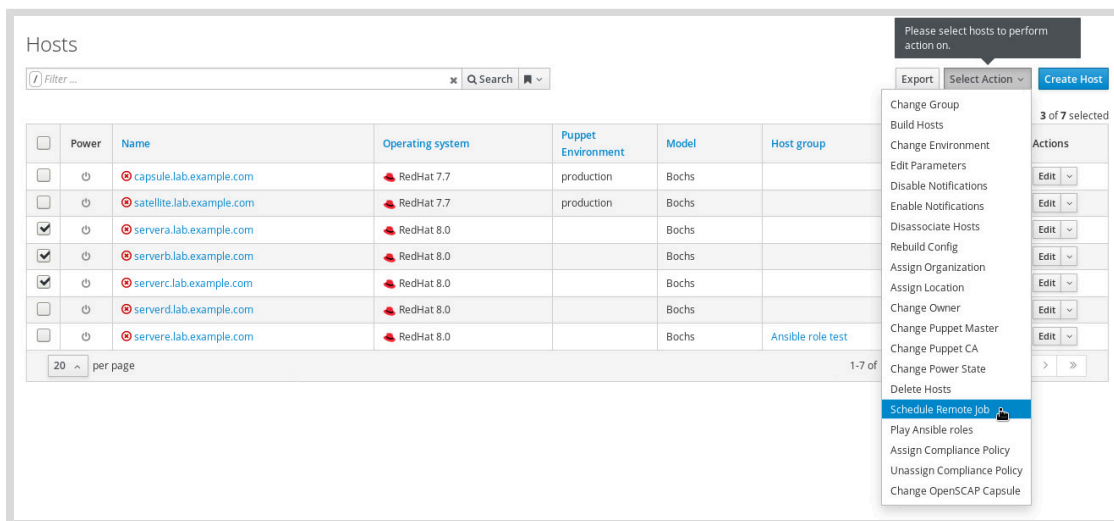 Hosts
Please select hosts to perform
action on.
/ Filter ...
Search
Export
Select Action
Create Host
3 of 7 selected
Power Name Operating system Puppet Environment Model Host group Actions
capsule.lab.example.com RedHat 7.7 production Bochs Edit
satellite.lab.example.com RedHat 7.7 production Bochs Edit
servera.lab.example.com RedHat 8.0 Bochs Edit
serverb.lab.example.com RedHat 8.0 Bochs Edit
serverc.lab.example.com RedHat 8.0 Bochs Edit
serverd.lab.example.com RedHat 8.0 Bochs Edit
servere.lab.example.com RedHat 8.0 Bochs Ansible role test Edit
20 per page 1-7 of
Change Group
Build Hosts
Change Environment
Edit Parameters
Disable Notifications
Enable Notifications
Disassociate Hosts
Rebuild Config
Assign Organization
Assign Location
Change Owner
Change Puppet Master
Change Puppet CA
Change Power State
Delete Hosts
Schedule Remote Job
Play Ansible roles
Assign Compliance Policy
Unassign Compliance Policy
Change OpenSCAP Capsule